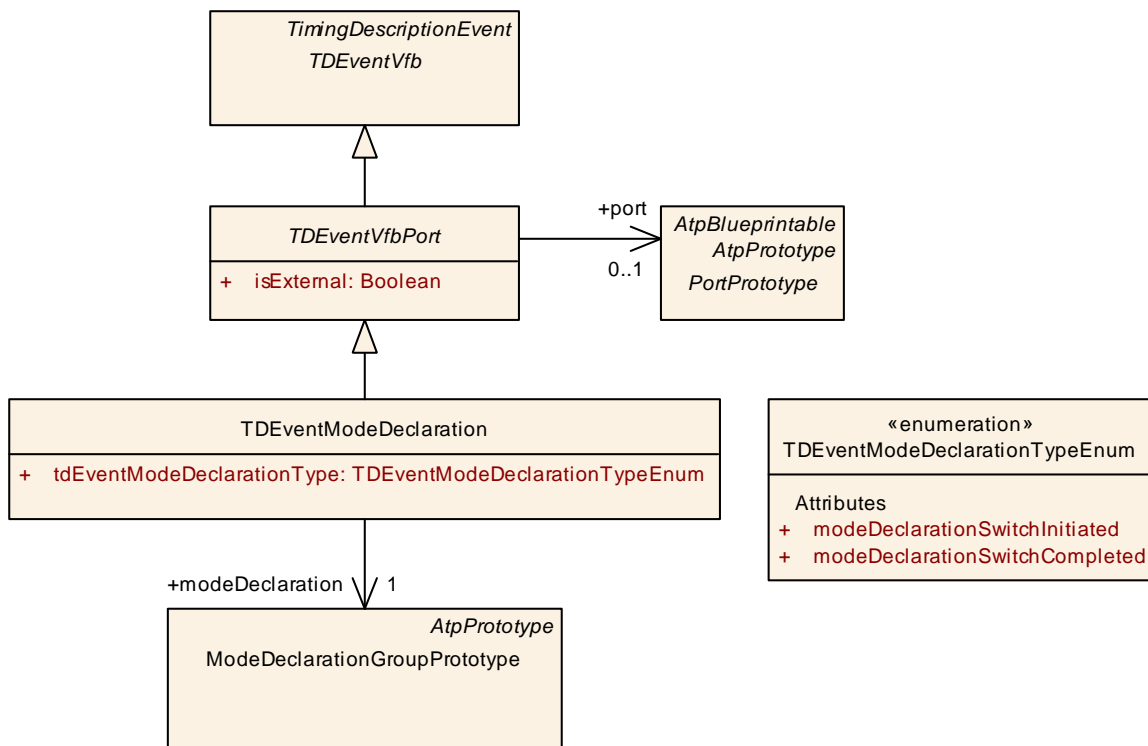 TimingDescriptionEvent
TDEventVfb
TDEventVfbPort
+ isExternal: Boolean
+port
0..1
AtpBlueprintable
AtpPrototype
PortPrototype
TDEventModeDeclaration
+ tdEventModeDeclarationType: TDEventModeDeclarationTypeEnum
«enumeration»
TDEventModeDeclarationTypeEnum
Attributes
+ modeDeclarationSwitchInitiated
+ modeDeclarationSwitchCompleted
+modeDeclaration
1
AtpPrototype
ModeDeclarationGroupPrototype